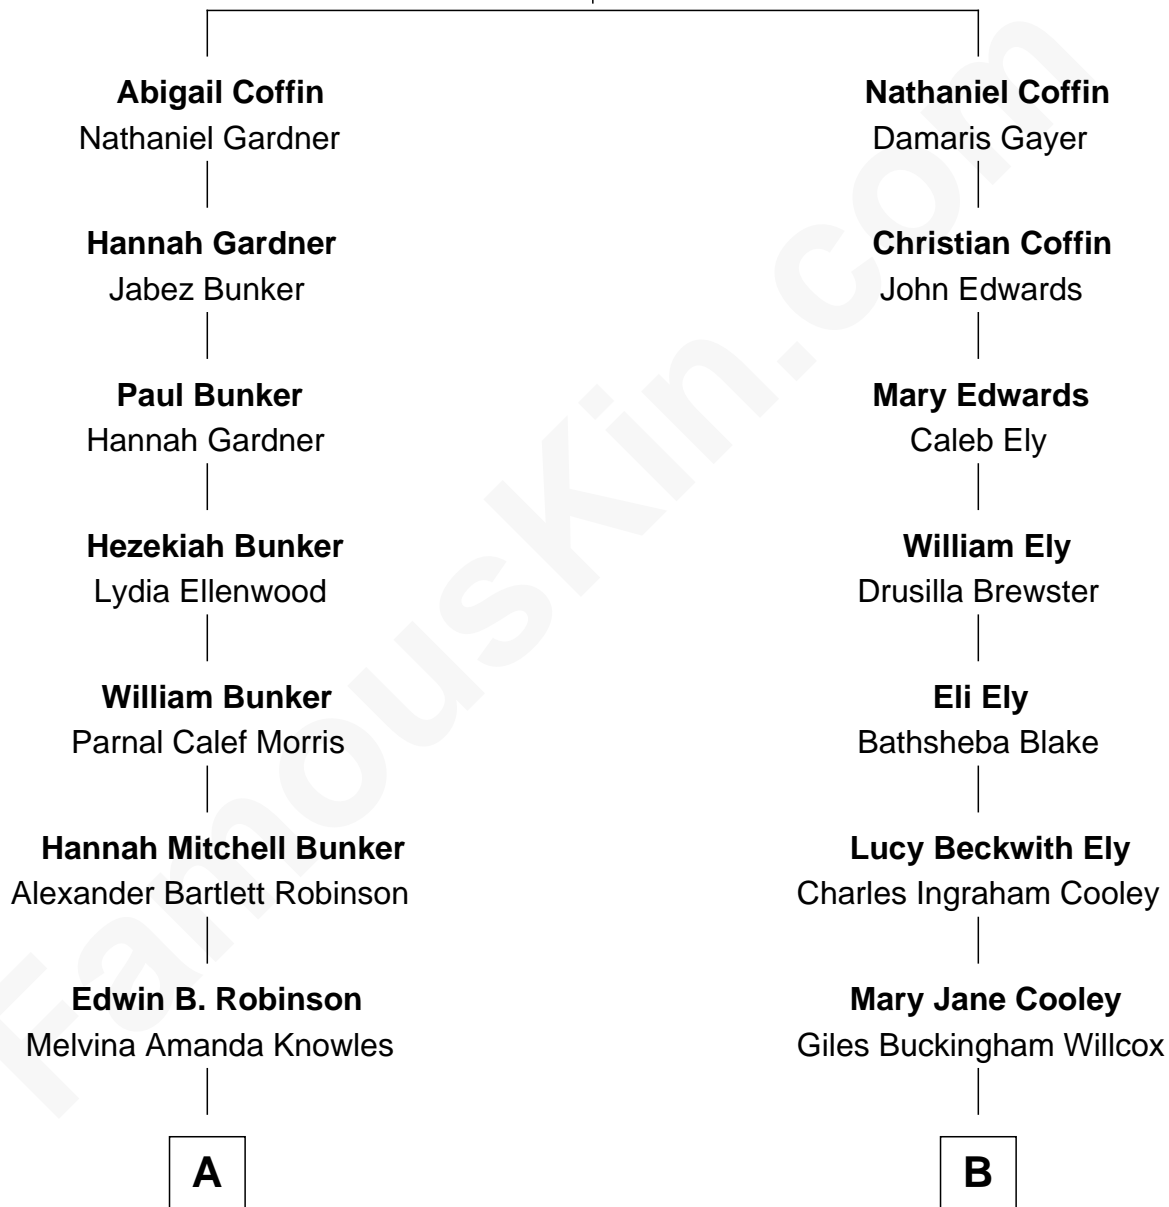 Abigail Coffin
Nathaniel Gardner
Hannah Gardner
Jabez Bunker
Paul Bunker
Hannah Gardner
Hezekiah Bunker
Lydia Ellenwood
William Bunker
Parnal Calef Morris
Hannah Mitchell Bunker
Alexander Bartlett Robinson
Edwin B. Robinson
Melvina Amanda Knowles
A
Nathaniel Coffin
Damaris Gayer
Christian Coffin
John Edwards
Mary Edwards
Caleb Ely
William Ely
Drusilla Brewster
Eli Ely
Bathsheba Blake
Lucy Beckwith Ely
Charles Ingraham Cooley
Mary Jane Cooley
Giles Buckingham Willcox
B
FamousKin.com